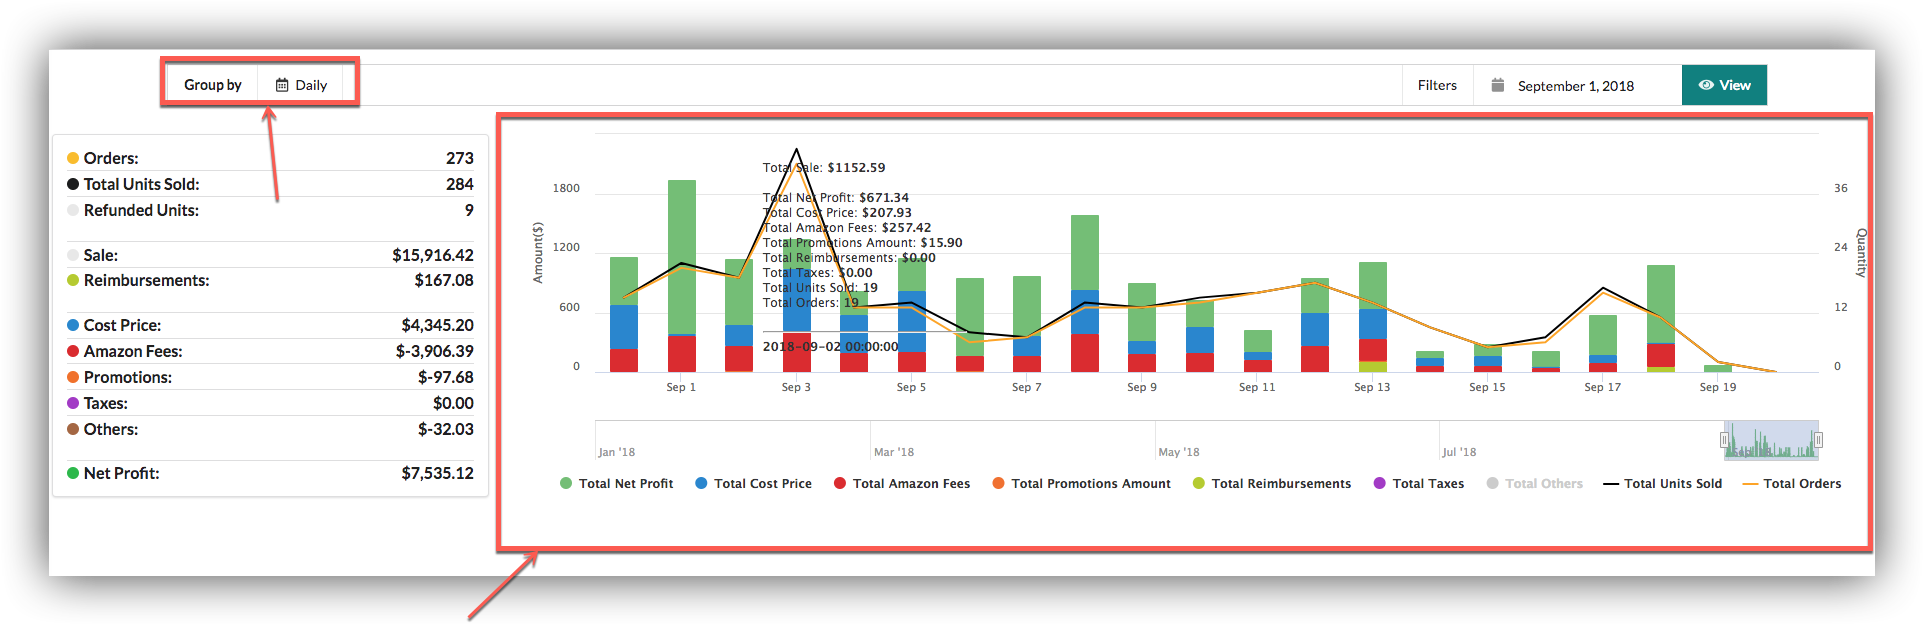 Group by Daily Filters September 1, 2018 View
Orders: 273
Total Units Sold: 284
Refunded Units: 9
Sale: $15,916.42
Reimbursements: $167.08
Cost Price: $4,345.20
Amazon Fees: $-3,906.39
Promotions: $-97.68
Taxes: $0.00
Others: $-32.03
Net Profit: $7,535.12
Amount($)
1800
1200
600
0
Total Sale: $1152.59
Total Net Profit: $671.34
Total Cost Price: $207.93
Total Amazon Fees: $257.42
Total Promotions Amount: $15.90
Total Reimbursements: $0.00
Total Taxes: $0.00
Total Units Sold: 19
Total Orders: 19
2018-09-02 00:00:00
36
24
12
0
Quantity
Sep 1 Sep 3 Sep 5 Sep 7 Sep 9 Sep 11 Sep 13 Sep 15 Sep 17 Sep 19
Jan '18 Mar '18 May '18 Jul '18
Total Net Profit Total Cost Price Total Amazon Fees Total Promotions Amount Total Reimbursements Total Taxes Total Others Total Units Sold Total Orders